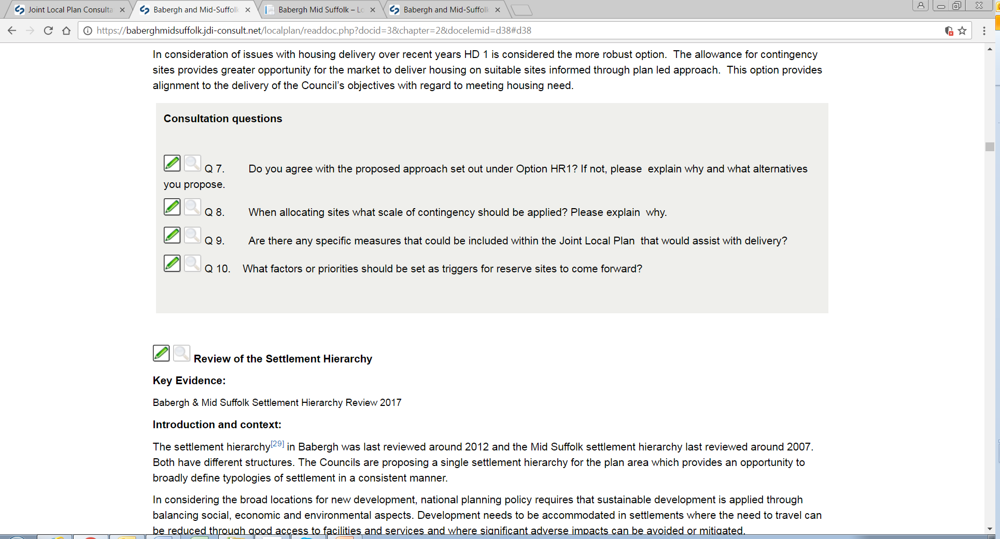 Joint Local Plan Consulta
Babergh and Mid-Suffolk
Babergh Mid Suffolk – Lo
Babergh and Mid-Suffolk
https://baberghmidsuffolk.jdi-consult.net/localplan/readdoc.php?docid=3&chapter=2&docelemid=d38#d38
In consideration of issues with housing delivery over recent years HD 1 is considered the more robust option.  The allowance for contingency
sites provides greater opportunity for the market to deliver housing on suitable sites informed through plan led approach.  This option provides
alignment to the delivery of the Council's objectives with regard to meeting housing need.
Consultation questions
Q 7. Do you agree with the proposed approach set out under Option HR1? If not, please  explain why and what alternatives
you propose.
Q 8. When allocating sites what scale of contingency should be applied? Please explain  why.
Q 9. Are there any specific measures that could be included within the Joint Local Plan  that would assist with delivery?
Q 10. What factors or priorities should be set as triggers for reserve sites to come forward?
Review of the Settlement Hierarchy
Key Evidence:
Babergh & Mid Suffolk Settlement Hierarchy Review 2017
Introduction and context:
The settlement hierarchy[29] in Babergh was last reviewed around 2012 and the Mid Suffolk settlement hierarchy last reviewed around 2007.
Both have different structures. The Councils are proposing a single settlement hierarchy for the plan area which provides an opportunity to
broadly define typologies of settlement in a consistent manner.
In considering the broad locations for new development, national planning policy requires that sustainable development is applied through
balancing social, economic and environmental aspects. Development needs to be accommodated in settlements where the need to travel can
be reduced through good access to facilities and services and where significant adverse impacts can be avoided or mitigated.